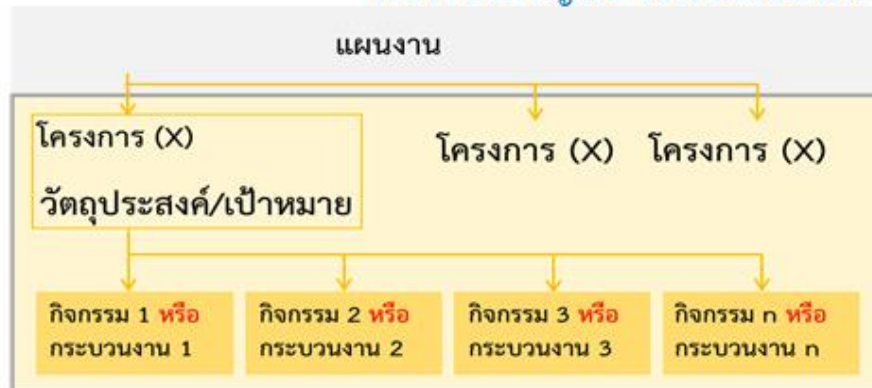 แผนงาน
โครงการ (X)
วัตถุประสงค์/เป้าหมาย
โครงการ (X)
โครงการ (X)
กิจกรรม 1 หรือ
กระบวนงาน 1
กิจกรรม 2 หรือ
กระบวนงาน 2
กิจกรรม 3 หรือ
กระบวนงาน 3
กิจกรรม n หรือ
กระบวนงาน n